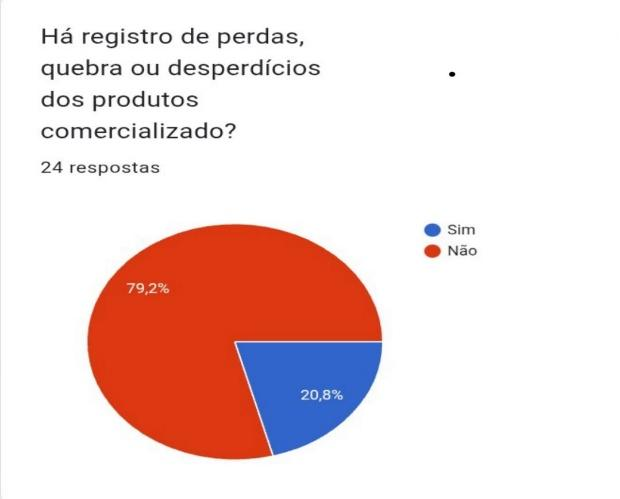 Há registro de perdas,
quebra ou desperdícios
dos produtos
comercializado?
24 respostas
Sim
Não
79,2%
20,8%